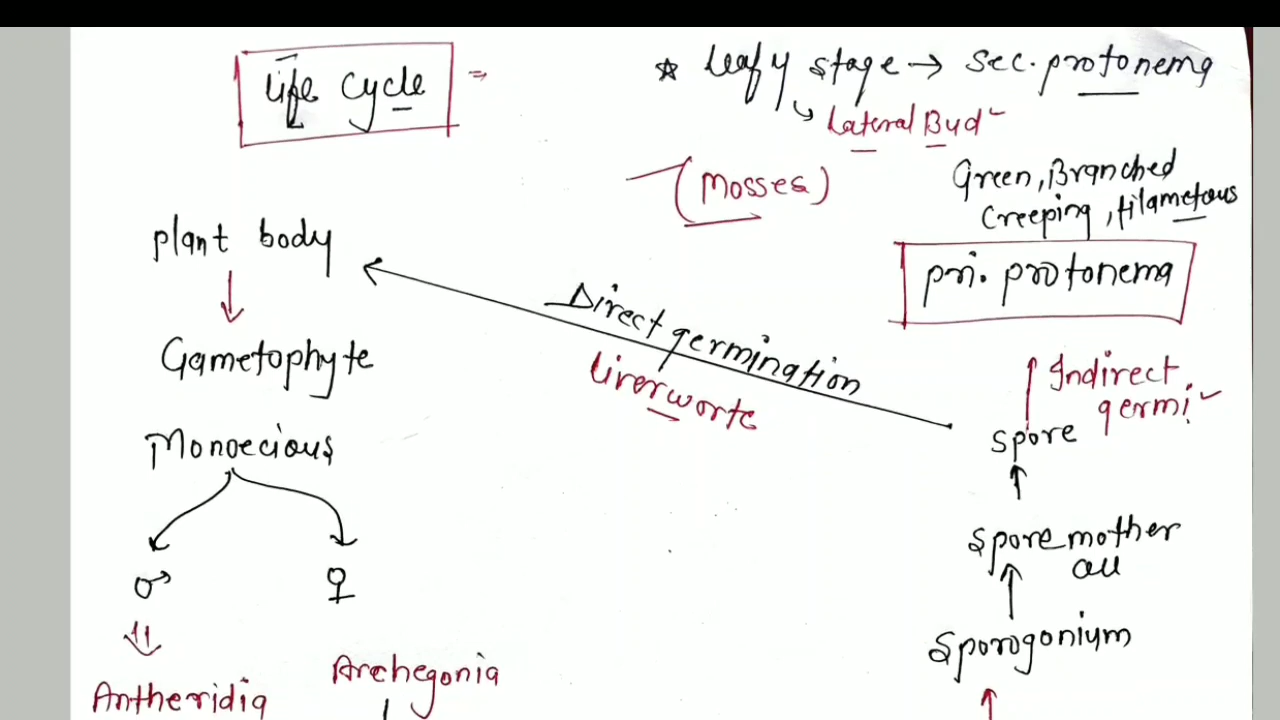 Life Cycle =
* Leafy stage → Sec. protonema
↳ Lateral Bud
(Mosses)
Green, Branched
Creeping, filametous
pri. protonema
plant body
Direct germination
liverworts
Indirect
germi.
Gametophyte
Spore
Monoecious
Spore mother
cell
♂ ♀
Sporogonium
Archegonia
Antheridia